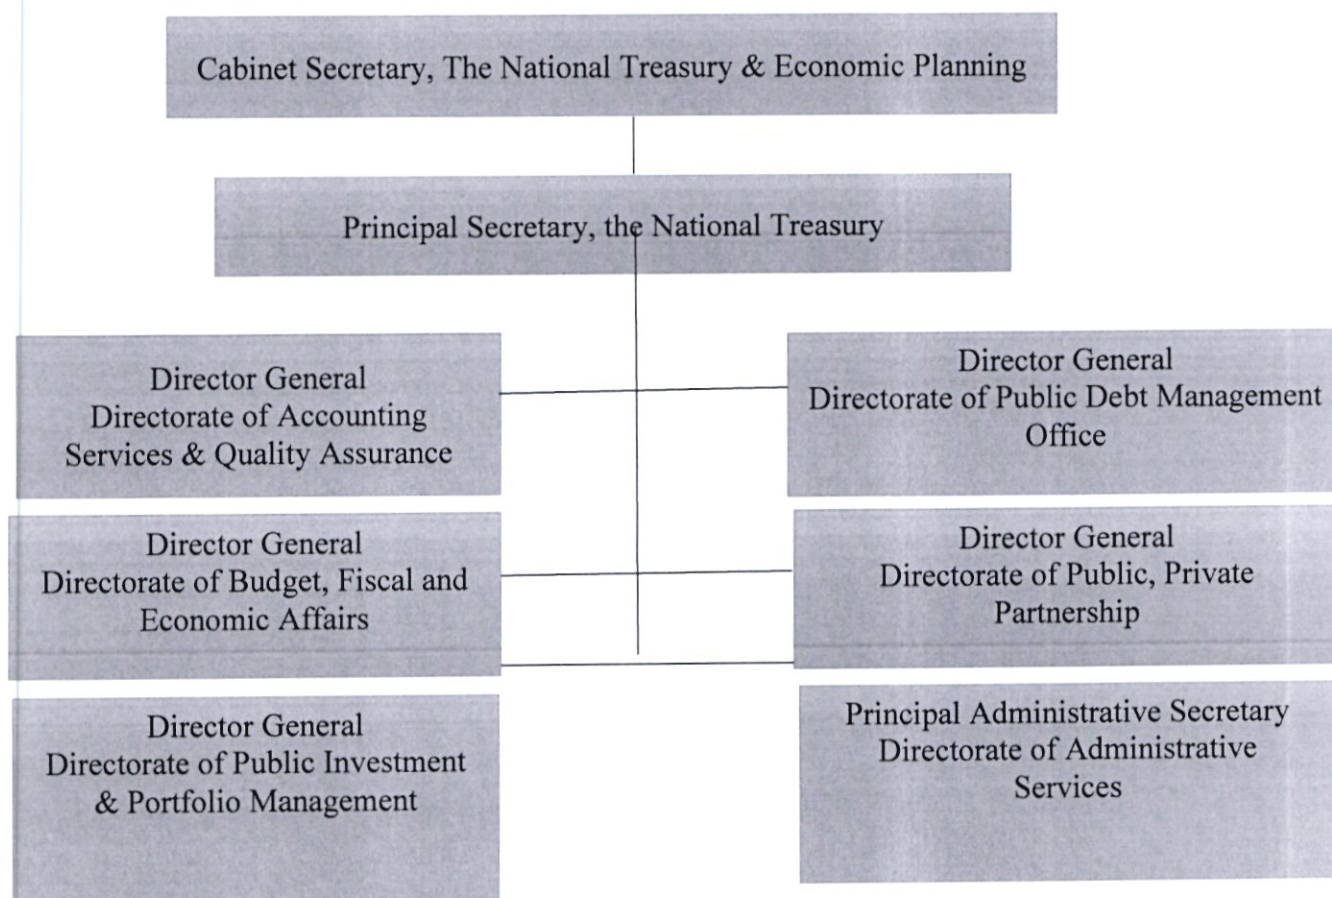 Cabinet Secretary, The National Treasury & Economic Planning
Principal Secretary, the National Treasury
Director General
Directorate of Accounting
Services & Quality Assurance
Director General
Directorate of Public Debt Management
Office
Director General
Directorate of Budget, Fiscal and
Economic Affairs
Director General
Directorate of Public, Private
Partnership
Director General
Directorate of Public Investment
& Portfolio Management
Principal Administrative Secretary
Directorate of Administrative
Services